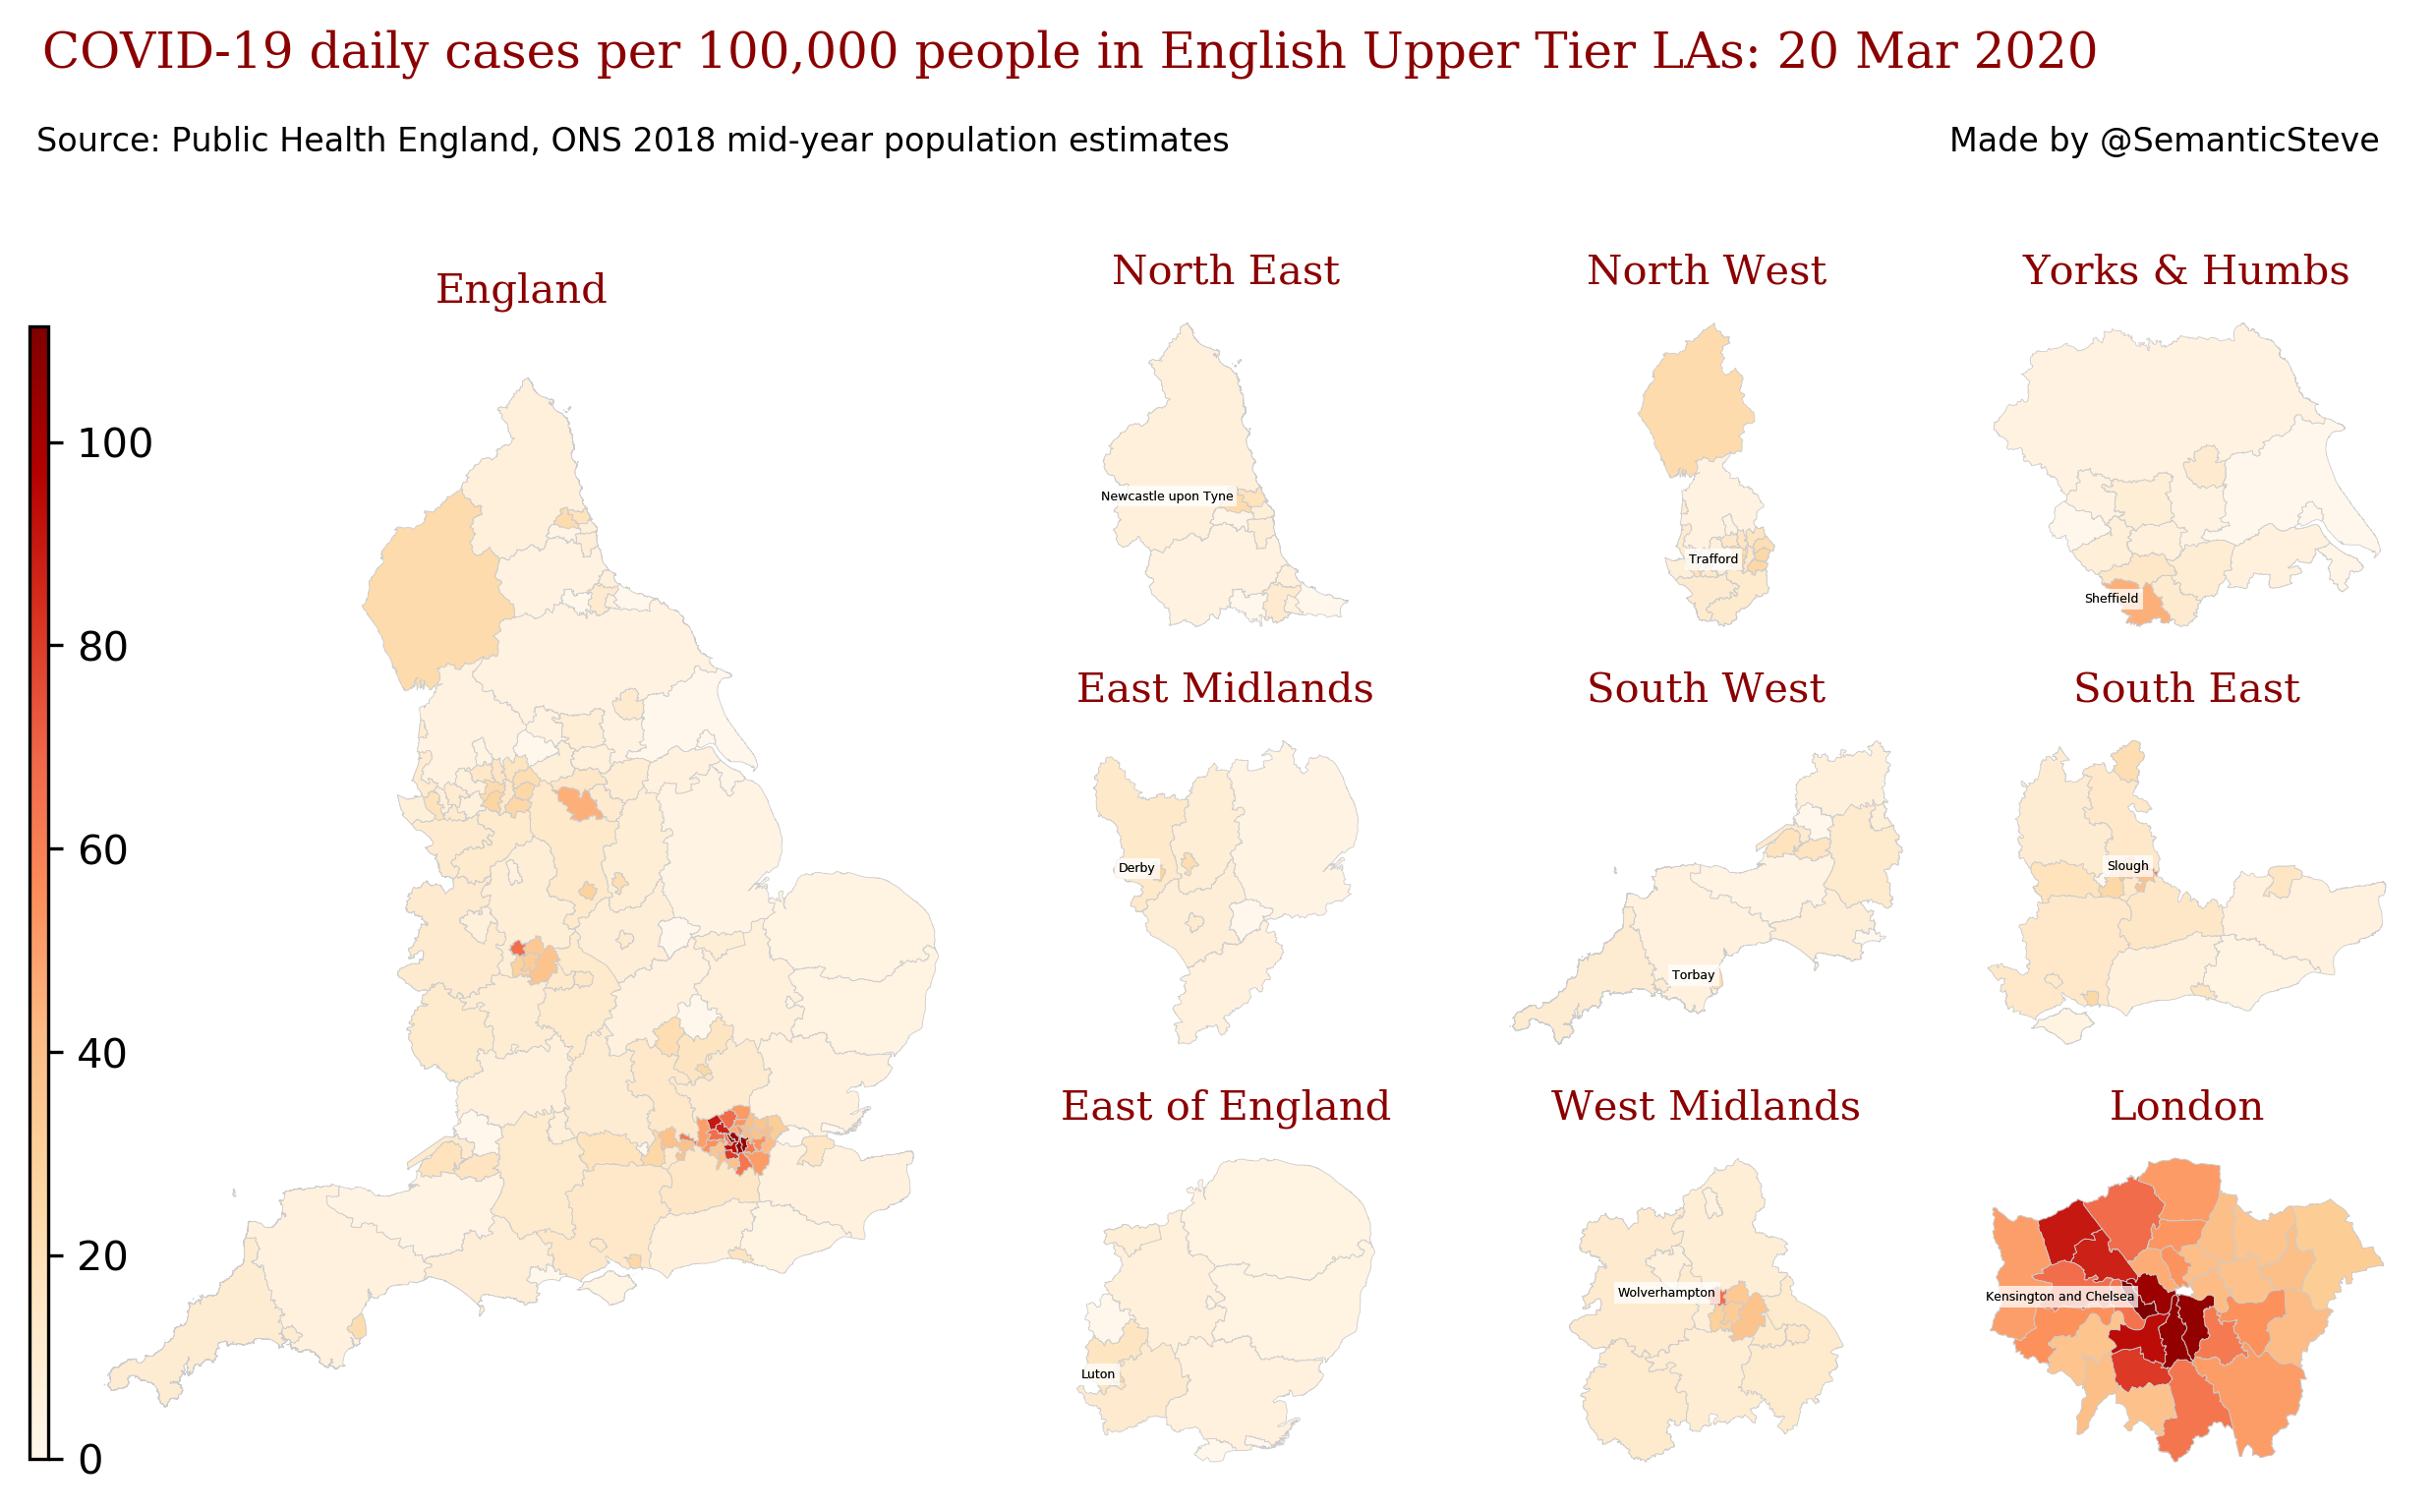 COVID-19 daily cases per 100,000 people in English Upper Tier LAs: 20 Mar 2020
Source: Public Health England, ONS 2018 mid-year population estimates
Made by @SemanticSteve
England
100
80
60
40
20
0
North East
Newcastle upon Tyne
North West
Trafford
Yorks & Humbs
Sheffield
East Midlands
Derby
South West
Torbay
South East
Slough
East of England
Luton
West Midlands
Wolverhampton
London
Kensington and Chelsea